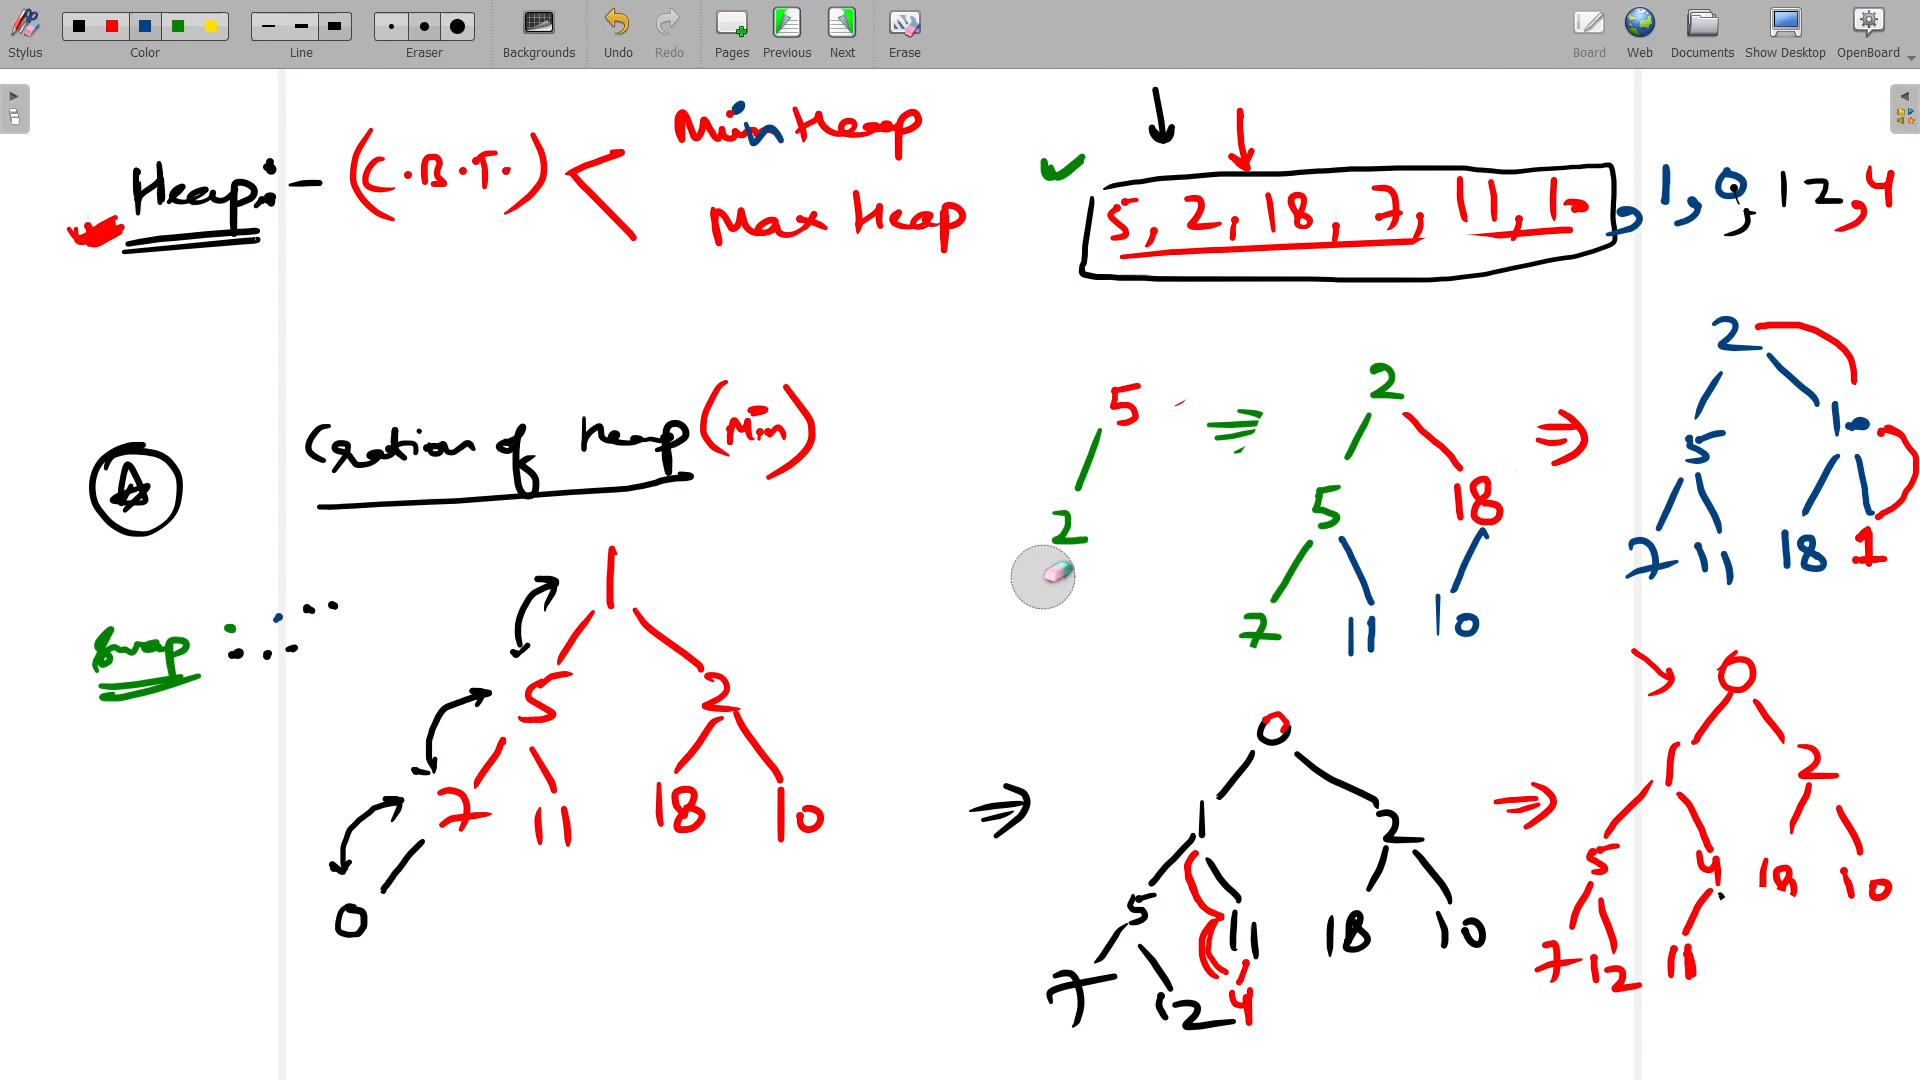 Stylus Color Line Eraser Backgrounds Undo Redo Pages Previous Next Erase Board Web Documents Show Desktop OpenBoard
Heap :- (C.B.T.) Min Heap
Max Heap
5, 2, 18, 7, 11, 10, 1, 0, 12, 4
Creation of Heap (Min)
Swap :
5
2
2
5 18
7 11 10
2
5 10
7 11 18 1
1
5 2
7 11 18 10
0
0
1 2
5 11 18 10
7 12 4
0
1 2
5 4 18 10
7 12 11